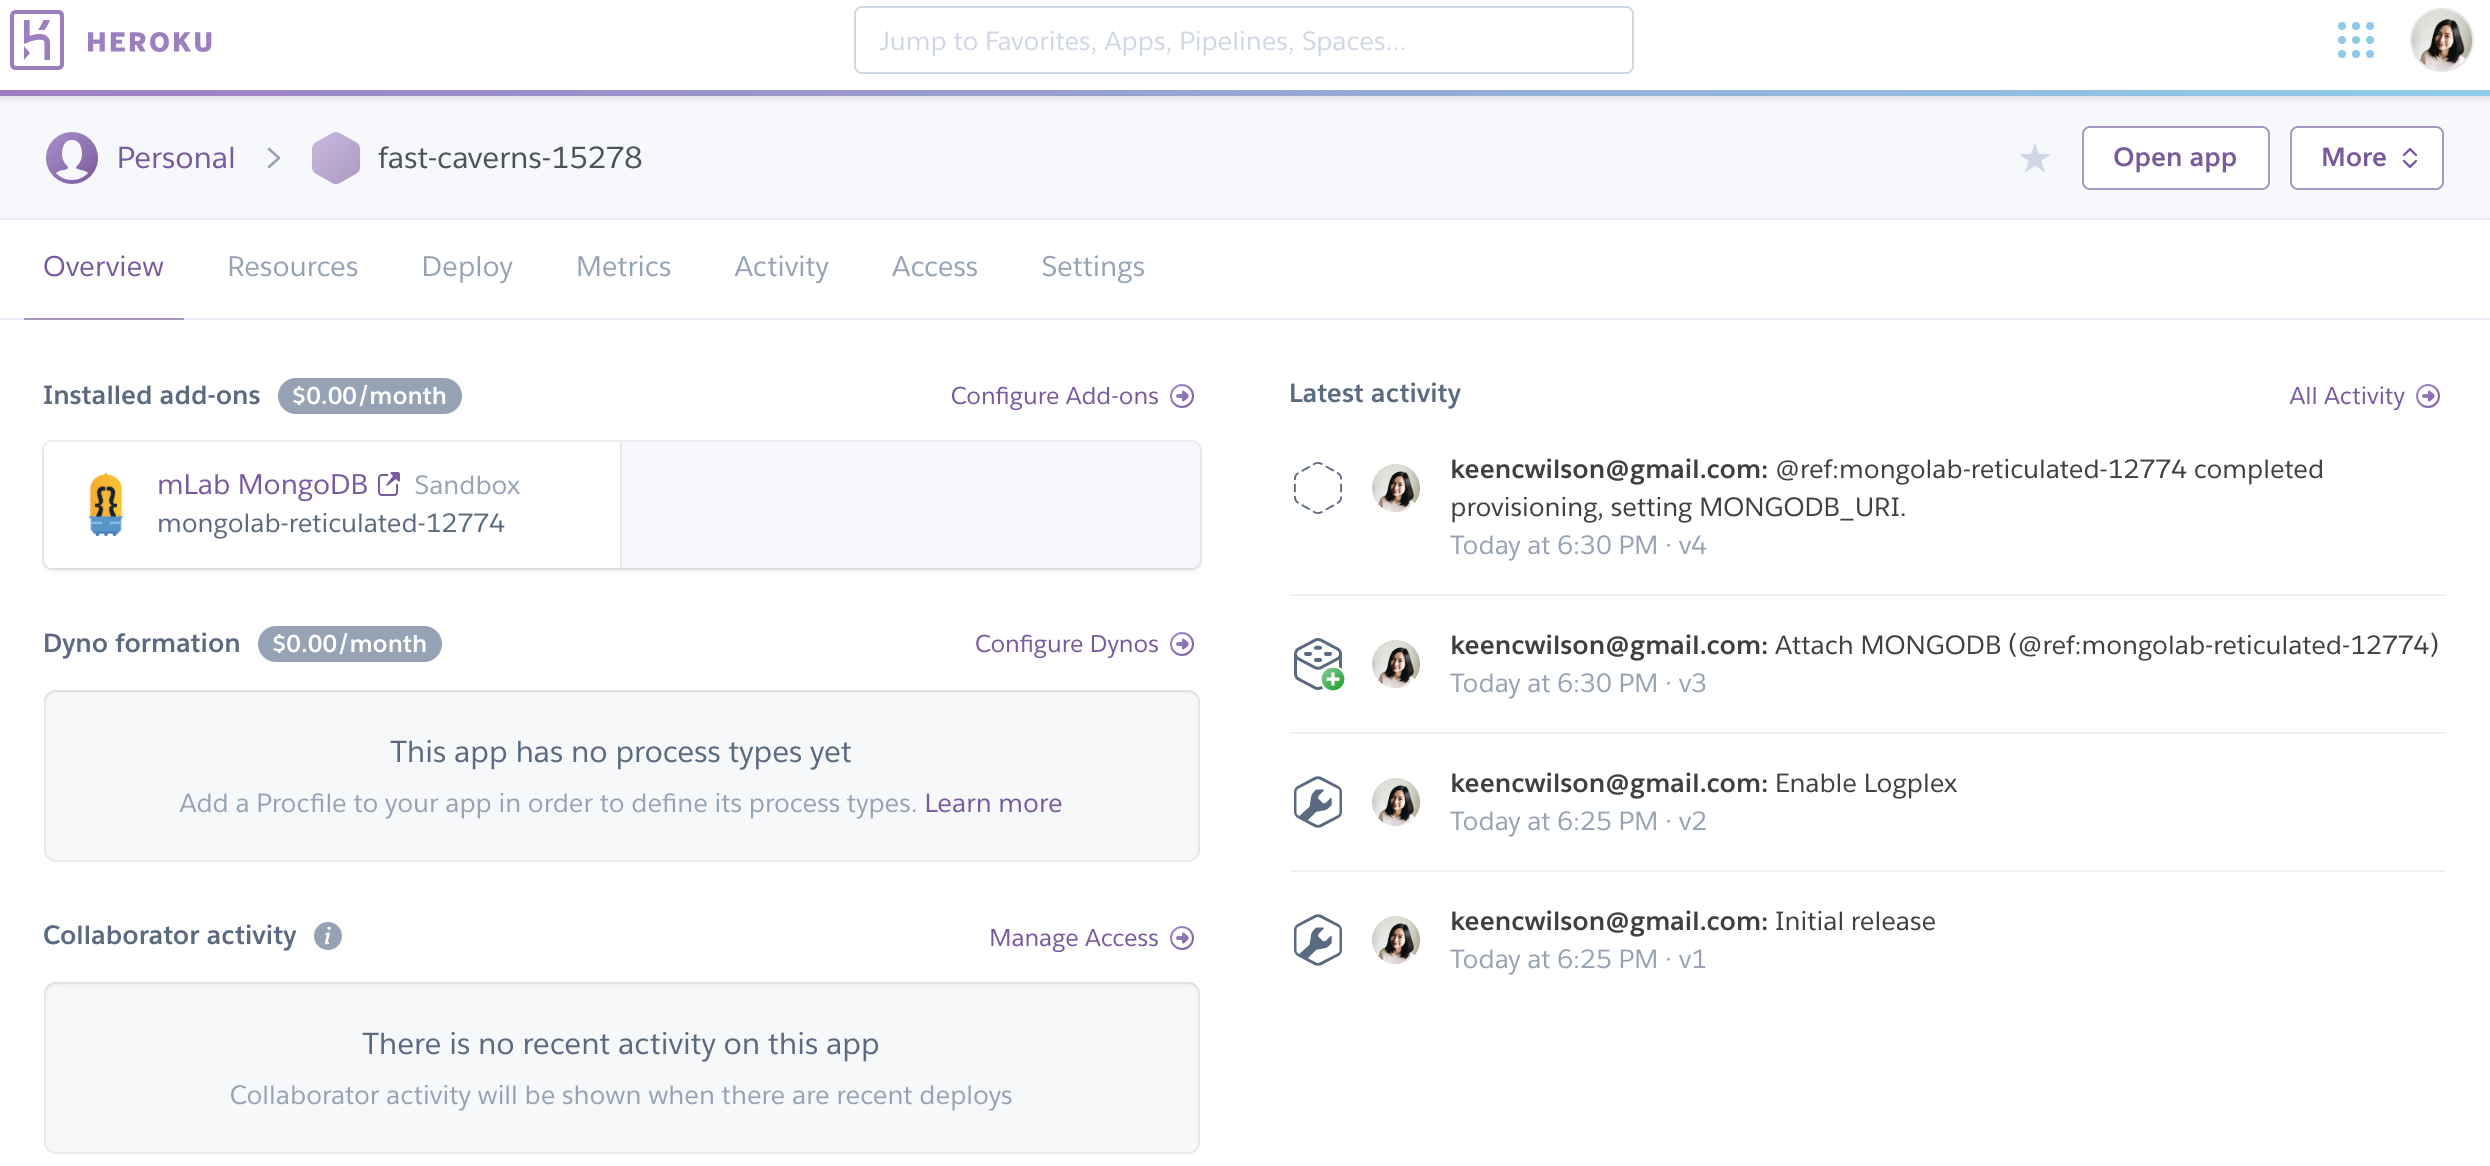 HEROKU
Jump to Favorites, Apps, Pipelines, Spaces...
Personal
fast-caverns-15278
Open app
More
Overview
Resources
Deploy
Metrics
Activity
Access
Settings
Installed add-ons
$0.00/month
Configure Add-ons
mLab MongoDB Sandbox
mongolab-reticulated-12774
Dyno formation
$0.00/month
Configure Dynos
This app has no process types yet
Add a Procfile to your app in order to define its process types. Learn more
Collaborator activity
i
Manage Access
There is no recent activity on this app
Collaborator activity will be shown when there are recent deploys
Latest activity
All Activity
keencwilson@gmail.com: @ref:mongolab-reticulated-12774 completed
provisioning, setting MONGODB_URI.
Today at 6:30 PM · v4
keencwilson@gmail.com: Attach MONGODB (@ref:mongolab-reticulated-12774)
Today at 6:30 PM · v3
keencwilson@gmail.com: Enable Logplex
Today at 6:25 PM · v2
keencwilson@gmail.com: Initial release
Today at 6:25 PM · v1